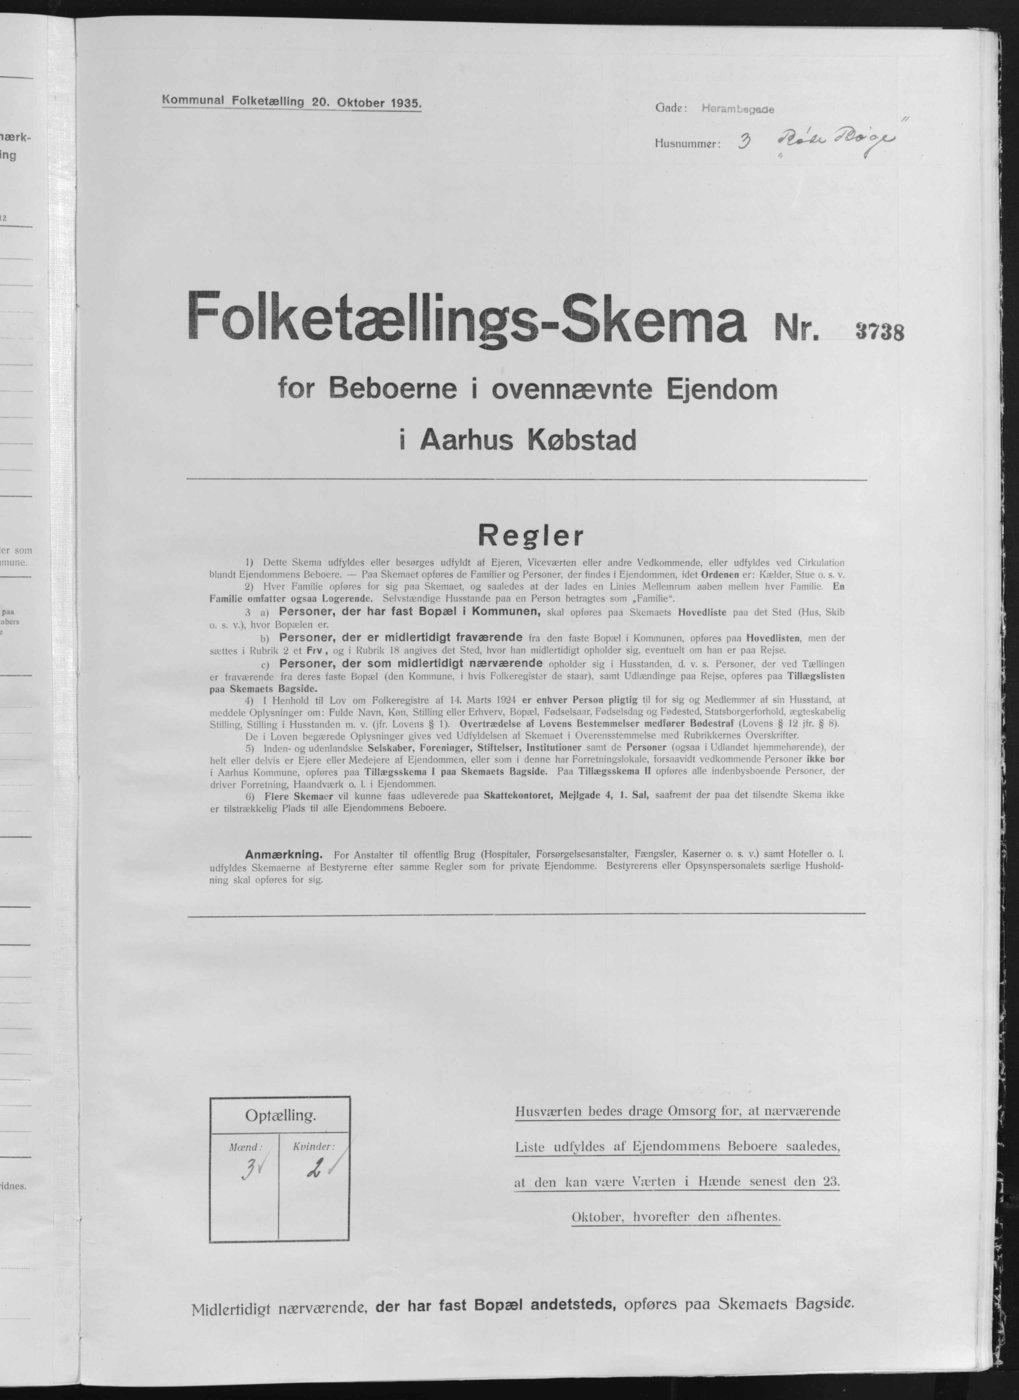 Kommunal Folketælling 20. Oktober 1935.
Gade: Herambsgade
Husnummer: 3 „Røde Røge"
Folketællings-Skema Nr. 3738
for Beboerne i ovennævnte Ejendom
i Aarhus Købstad
Regler
1) Dette Skema udfyldes eller besørges udfyldt af Ejeren, Viceværten eller andre Vedkommende, eller udfyldes ved Cirkulation
blandt Ejendommens Beboere. — Paa Skemaet opføres de Familier og Personer, der findes i Ejendommen, idet Ordenen er: Kælder, Stue o. s. v.
2) Hver Familie opføres for sig paa Skemaet, og saaledes at der lades en Linies Mellemrum aaben mellem hver Familie. En
Familie omfatter ogsaa Logerende. Selvstændige Husstande paa en Person betragtes som „Familie“.
3 a) Personer, der har fast Bopæl i Kommunen, skal opføres paa Skemaets Hovedliste paa det Sted (Hus, Skib
o. s. v.), hvor Bopælen er.
b) Personer, der er midlertidigt fraværende fra den faste Bopæl i Kommunen, opføres paa Hovedlisten, men der
sættes i Rubrik 2 et Frv., og i Rubrik 18 angives det Sted, hvor han midlertidigt opholder sig, eventuelt om han er paa Rejse.
c) Personer, der som midlertidigt nærværende opholder sig i Husstanden, d. v. s. Personer, der ved Tællingen
er fraværende fra deres faste Bopæl (den Kommune, i hvis Folkeregister de staar), samt Udlændinge paa Rejse, opføres paa Tillægslisten
paa Skemaets Bagside.
4) I Henhold til Lov om Folkeregistre af 14. Marts 1924 er enhver Person pligtig til for sig og Medlemmer af sin Husstand, at
meddele Oplysninger om: Fulde Navn, Køn, Stilling eller Erhverv, Bopæl, Fødselsaar, Fødselsdag og Fødested, Statsborgerforhold, ægteskabelig
Stilling, Stilling i Husstanden m. v. (jfr. Lovens § 1). Overtrædelse af Lovens Bestemmelser medfører Bødestraf (Lovens § 12 jfr. § 8).
De i Loven begærede Oplysninger gives ved Udfyldelsen af Skemaet i Overensstemmelse med Rubrikkernes Overskrifter.
5) Inden- og udenlandske Selskaber, Foreninger, Stiftelser, Institutioner samt de Personer (ogsaa i Udlandet hjemmehørende), der
helt eller delvis er Ejere eller Medejere af Ejendommen, eller som i denne har Forretningslokale, forsaavidt vedkommende Personer ikke bor
i Aarhus Kommune, opføres paa Tillægsskema I paa Skemaets Bagside. Paa Tillægsskema II opføres alle indenbysboende Personer, der
driver Forretning, Haandværk o. l. i Ejendommen.
6) Flere Skemaer vil kunne faas udleverede paa Skattekontoret, Mejlgade 4, 1. Sal, saafremt der paa det tilsendte Skema ikke
er tilstrækkelig Plads til alle Ejendommens Beboere.
Anmærkning. For Anstalter til offentlig Brug (Hospitaler, Forsørgelsesanstalter, Fængsler, Kaserner o. s. v.) samt Hoteller o. l.
udfyldes Skemaerne af Bestyrerne efter samme Regler som for private Ejendomme. Bestyrerens eller Opsynspersonalets særlige Hushold-
ning skal opføres for sig.
Optælling.
Mænd: Kvinder:
3 2
Husværten bedes drage Omsorg for, at nærværende
Liste udfyldes af Ejendommens Beboere saaledes,
at den kan være Værten i Hænde senest den 23.
Oktober, hvorefter den afhentes.
Midlertidigt nærværende, der har fast Bopæl andetsteds, opføres paa Skemaets Bagside.